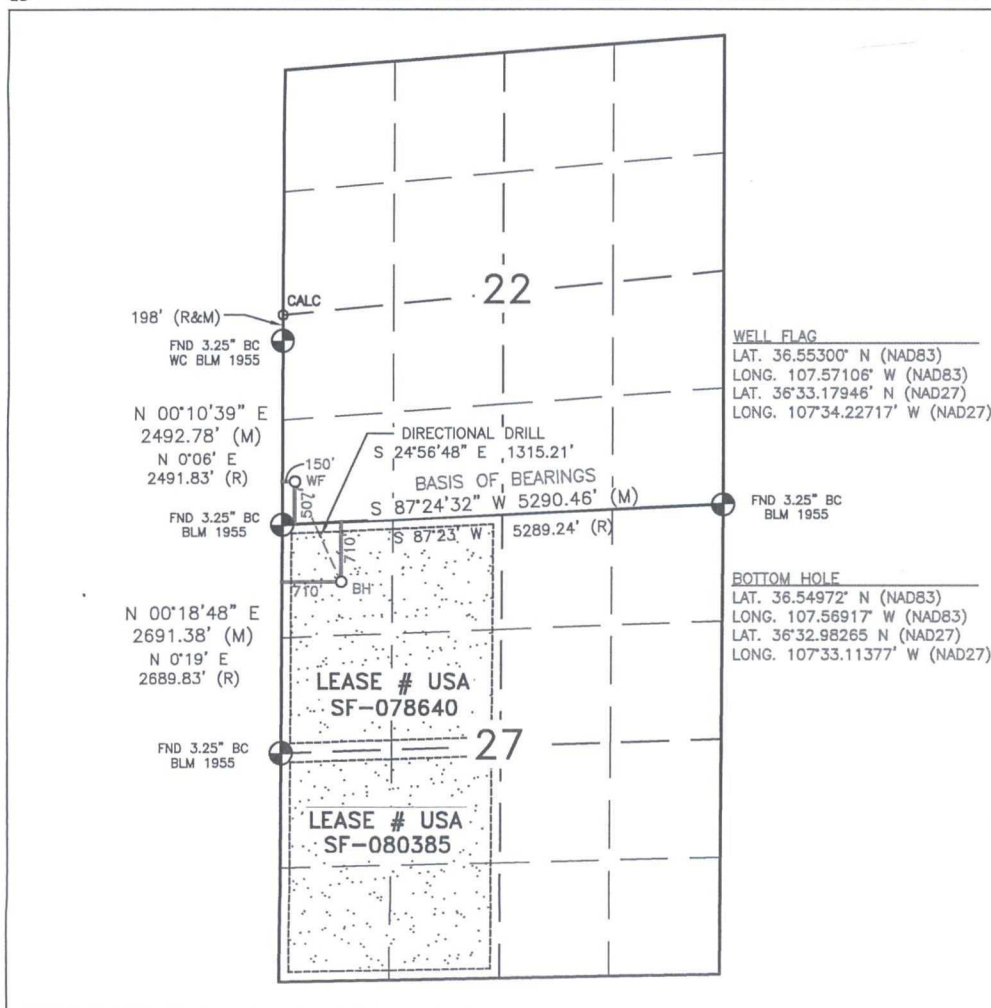 22
CALC
198' (R&M)
FND 3.25" BC
WC BLM 1955
WELL FLAG
LAT. 36.55300° N (NAD83)
LONG. 107.57106° W (NAD83)
LAT. 36°33.17946' N (NAD27)
LONG. 107°34.22717' W (NAD27)
N 00°10'39" E
2492.78' (M)
N 0°06' E
2491.83' (R)
DIRECTIONAL DRILL
S 24°56'48" E 1315.21'
150'
WF
507'
BASIS OF BEARINGS
S 87°24'32" W 5290.46' (M)
FND 3.25" BC
BLM 1955
FND 3.25" BC
BLM 1955
S 87°23' W 5289.24' (R)
710'
710'
BH
BOTTOM HOLE
LAT. 36.54972° N (NAD83)
LONG. 107.56917° W (NAD83)
LAT. 36°32.98265 N (NAD27)
LONG. 107°33.11377' W (NAD27)
N 00°18'48" E
2691.38' (M)
N 0°19' E
2689.83' (R)
LEASE # USA
SF-078640
27
FND 3.25" BC
BLM 1955
LEASE # USA
SF-080385